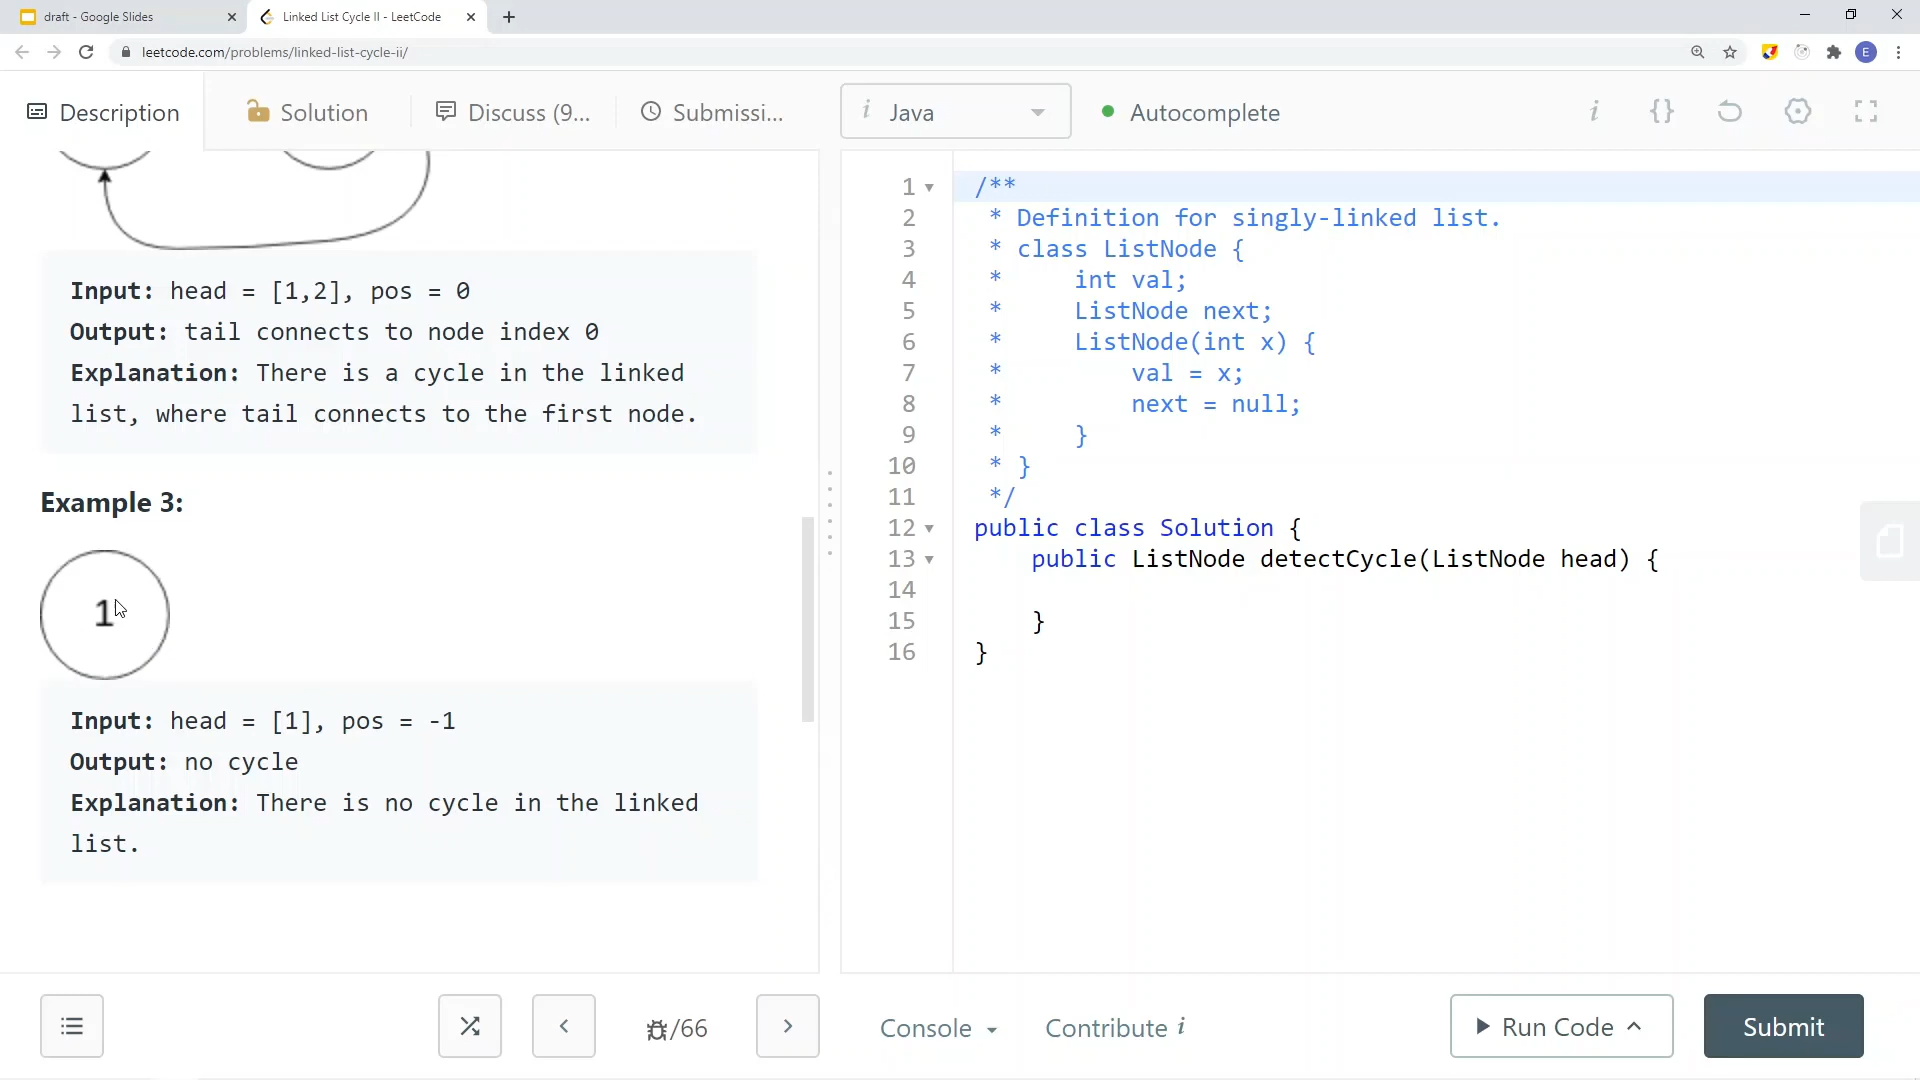 draft - Google Slides
Linked List Cycle II - LeetCode
leetcode.com/problems/linked-list-cycle-ii/
E
Description
Solution
Discuss (9...
Submissi...
i Java
Autocomplete
i {}
Input: head = [1,2], pos = 0
Output: tail connects to node index 0
Explanation: There is a cycle in the linked
list, where tail connects to the first node.
Example 3:
1
Input: head = [1], pos = -1
Output: no cycle
Explanation: There is no cycle in the linked
list.
1 /**
2 * Definition for singly-linked list.
3 * class ListNode {
4 *     int val;
5 *     ListNode next;
6 *     ListNode(int x) {
7 *         val = x;
8 *         next = null;
9 *     }
10 * }
11 */
12 public class Solution {
13     public ListNode detectCycle(ListNode head) {
14
15     }
16 }
/66
Console
Contribute i
Run Code
Submit